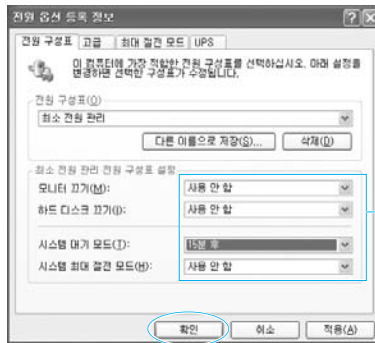 전원 옵션 등록 정보
전원 구성표 고급 최대 절전 모드 UPS
이 컴퓨터에 가장 적합한 전원 구성표를 선택하십시오. 아래 설정을
변경하면 선택한 구성표가 수정됩니다.
전원 구성표(O)
최소 전원 관리
다른 이름으로 저장(S)... 삭제(D)
최소 전원 관리 전원 구성표 설정
모니터 끄기(M): 사용 안 함
하드 디스크 끄기(I): 사용 안 함
시스템 대기 모드(T): 15분 후
시스템 최대 절전 모드(H): 사용 안 함
확인 취소 적용(A)